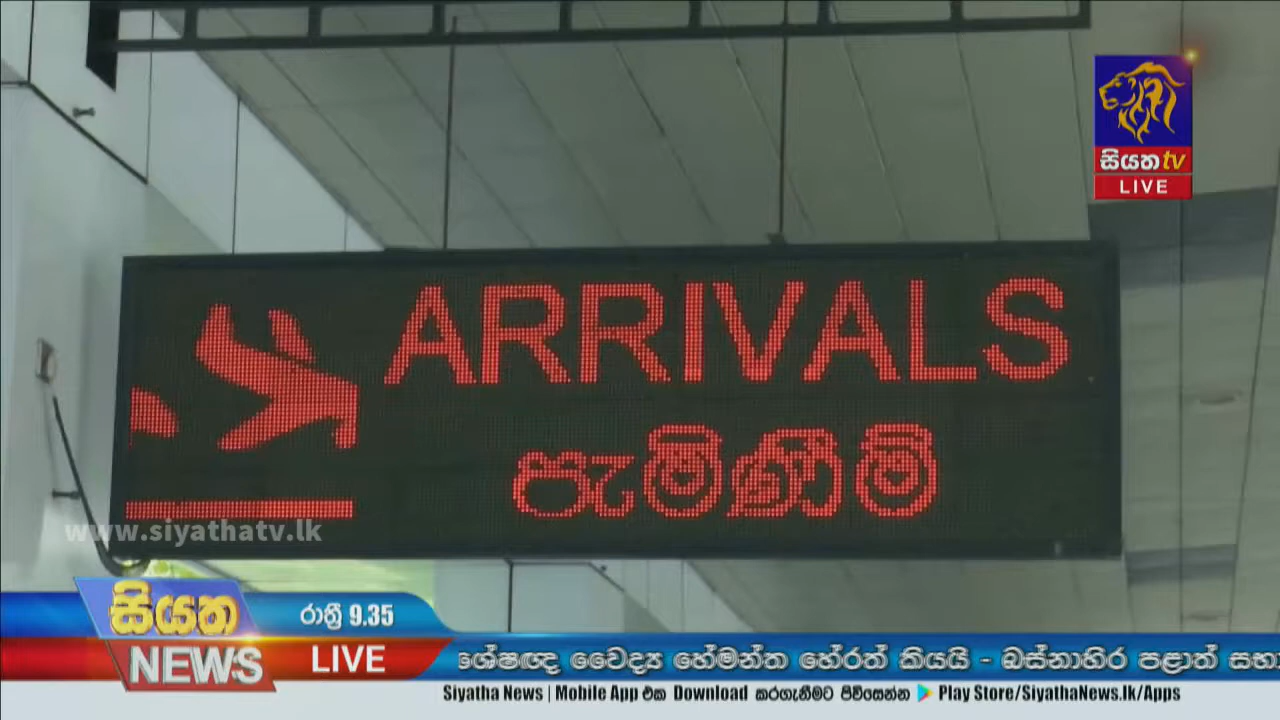 සියත tv
LIVE
ARRIVALS
පැමිණීම්
www.siyathatv.lk
සියත
රාත්‍රී 9.35
NEWS
LIVE
ශේෂඥ වෛද්‍ය හේමන්ත හේරත් කියයි - බස්නාහිර පළාත් සභා
Siyatha News | Mobile App එක Download කරගැනීමට පිවිසෙන්න Play Store/SiyathaNews.lk/Apps